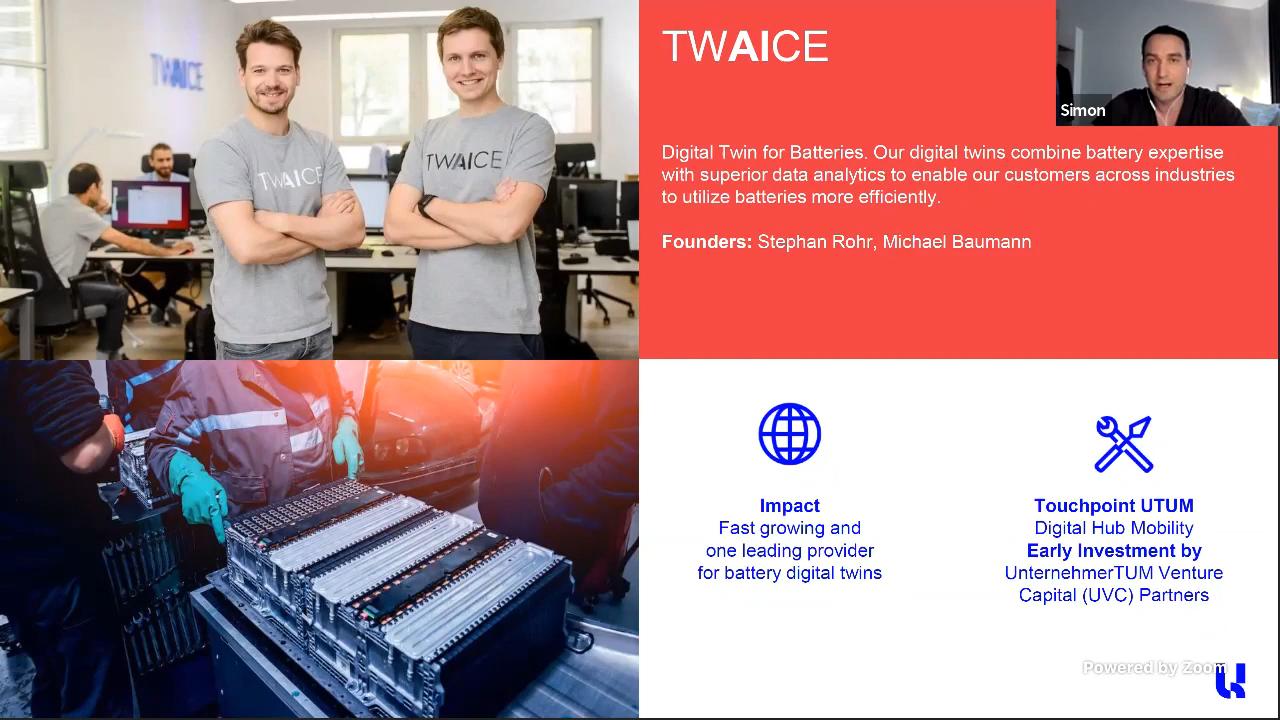 TWAICE
TWAICE
TWAICE
TWAICE
Simon
Digital Twin for Batteries. Our digital twins combine battery expertise
with superior data analytics to enable our customers across industries
to utilize batteries more efficiently.
Founders: Stephan Rohr, Michael Baumann
Impact
Fast growing and
one leading provider
for battery digital twins
Touchpoint UTUM
Digital Hub Mobility
Early Investment by
UnternehmerTUM Venture
Capital (UVC) Partners
Powered by Zoom